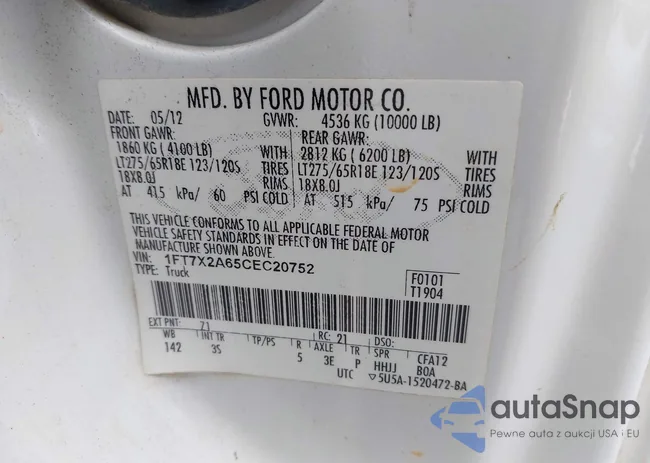 MFD. BY FORD MOTOR CO.
DATE: 05/12 GVWR: 4536 KG (10000 LB)
FRONT GAWR: REAR GAWR:
1860 KG ( 4100 LB) WITH 2812 KG ( 6200 LB) WITH
LT275/65R18E 123/120S TIRES LT275/65R18E 123/120S TIRES
18X8.0J RIMS 18X8.0J RIMS
AT 415 kPa/ 60 PSI COLD AT 515 kPa/ 75 PSI COLD
THIS VEHICLE CONFORMS TO ALL APPLICABLE FEDERAL MOTOR
VEHICLE SAFETY STANDARDS IN EFFECT ON THE DATE OF
MANUFACTURE SHOWN ABOVE.
VIN: 1FT7X2A65CEC20752
TYPE: Truck
F0101
T1904
EXT PNT: Z1 RC: 21 DSO:
WB INT TR TP/PS R AXLE TR SPR CFA12
142 3S 5 3E P HHJJ BOA
UTC ▽5U5A-1520472-BA
autaSnap
Pewne auta z aukcji USA i EU